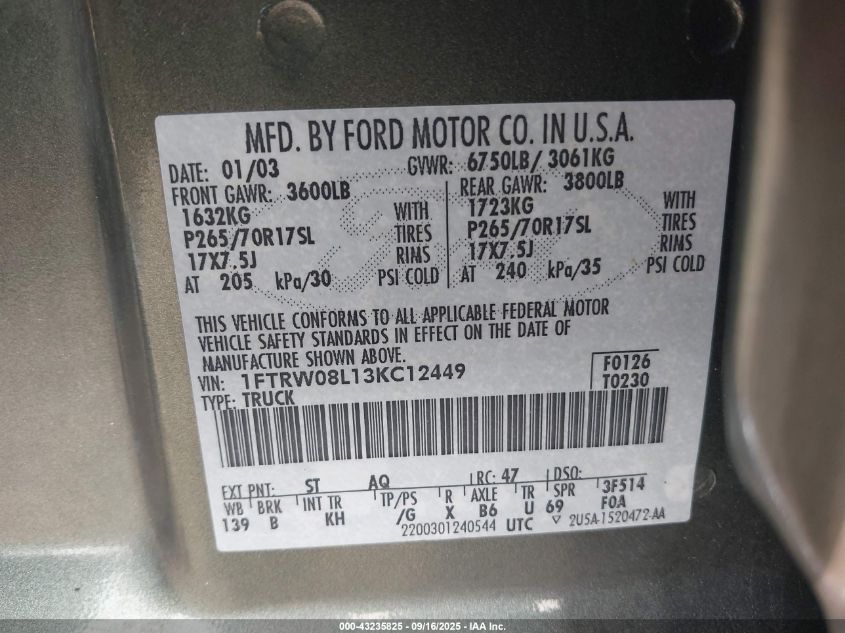 MFD. BY FORD MOTOR CO. IN U.S.A.
DATE: 01/03 GVWR: 6750LB/ 3061KG
FRONT GAWR: 3600LB REAR GAWR: 3800LB
1632KG WITH 1723KG WITH
P265/70R17SL TIRES P265/70R17SL TIRES
17X7.5J RIMS 17X7.5J RIMS
AT 205 kPa/30 PSI COLD AT 240 kPa/35 PSI COLD
THIS VEHICLE CONFORMS TO ALL APPLICABLE FEDERAL MOTOR
VEHICLE SAFETY STANDARDS IN EFFECT ON THE DATE OF
MANUFACTURE SHOWN ABOVE.
VIN: 1FTRW08L13KC12449 F0126
TYPE: TRUCK T0230
EXT PNT: ST AQ RC: 47 DSO:
WB BRK INT TR TP/PS R AXLE TR SPR 3F514
139 B KH /G X B6 U 69 FOA
2200301240544 UTC ▽ 2U5A-1520472-AA
000-43235825 - 09/16/2025 - IAA Inc.